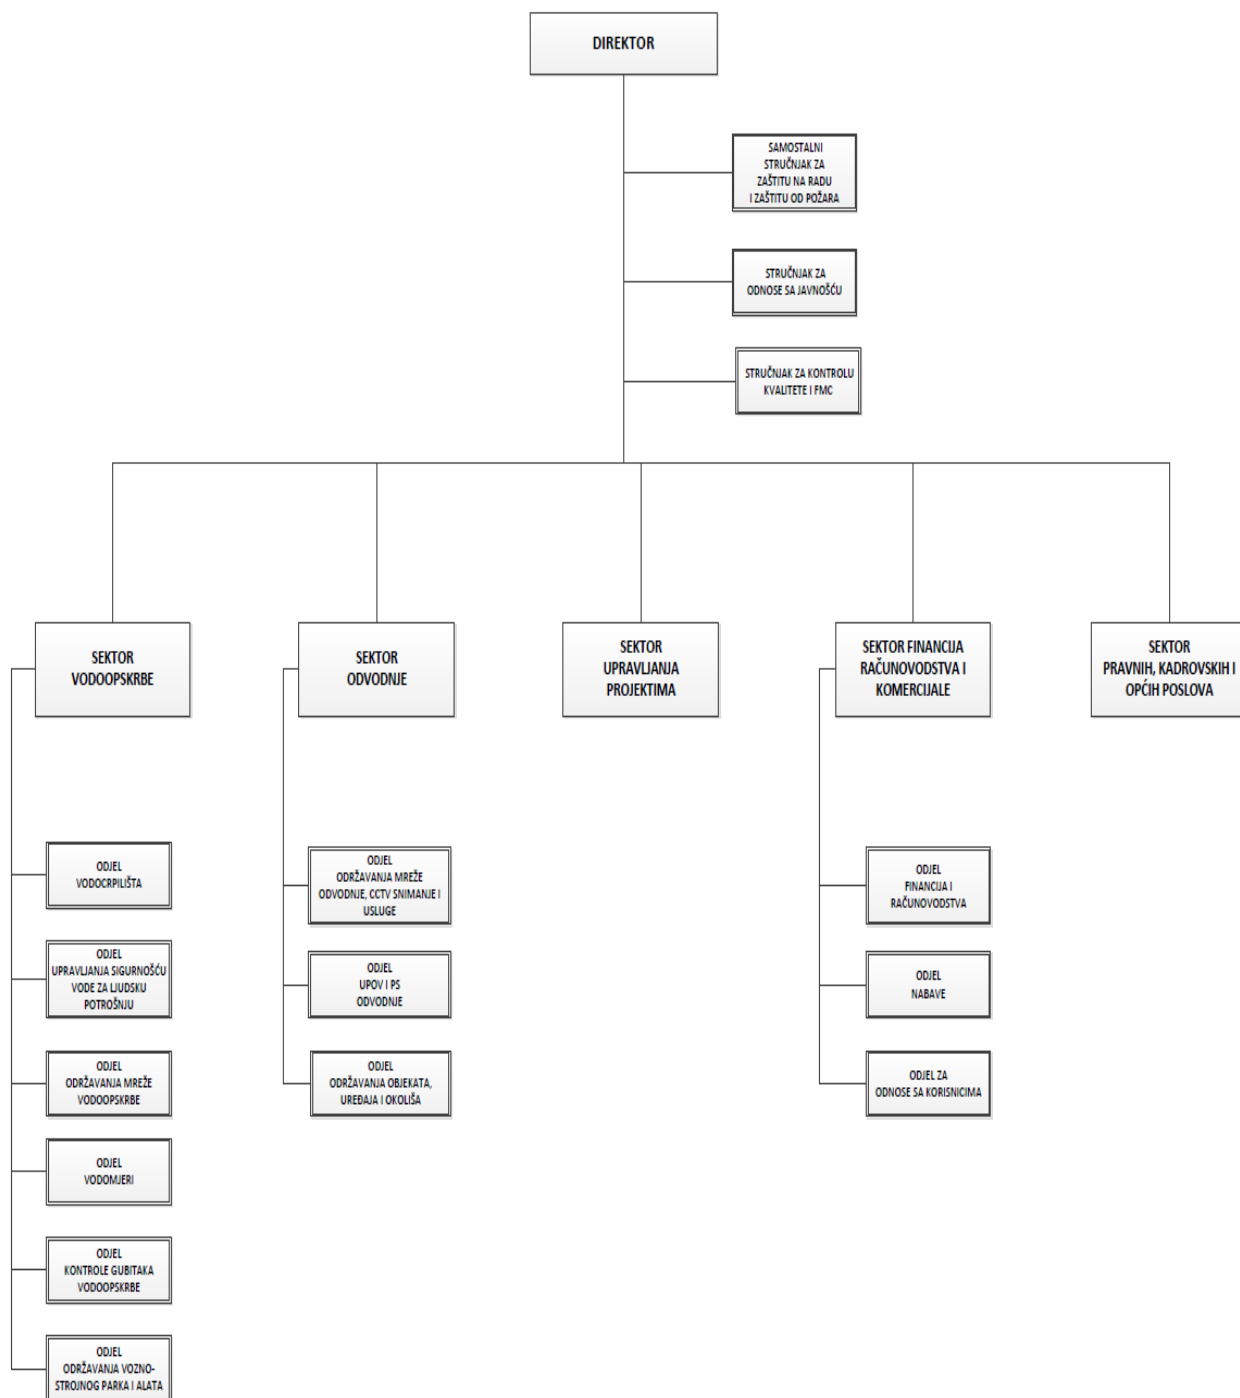 DIREKTOR
SAMOSTALNI
STRUČNJAK ZA
ZAŠTITU NA RADU
I ZAŠTITU OD POŽARA
STRUČNJAK ZA
ODNOSE SA JAVNOŠĆU
STRUČNJAK ZA KONTROLU
KVALITETE I FMC
SEKTOR
VODOOPSKRBE
SEKTOR
ODVODNJE
SEKTOR
UPRAVLJANJA
PROJEKTIMA
SEKTOR FINANCIJA
RAČUNOVODSTVA I
KOMERCIJALE
SEKTOR
PRAVNIH, KADROVSKIH I
OPĆIH POSLOVA
ODJEL
VODOCRPILIŠTA
ODJEL
UPRAVLJANJA SIGURNOŠĆU
VODE ZA LJUDSKU
POTROŠNJU
ODJEL
ODRŽAVANJA MREŽE
VODOOPSKRBE
ODJEL
VODOMJERI
ODJEL
KONTROLE GUBITAKA
VODOOPSKRBE
ODJEL
ODRŽAVANJA VOZNO-
STROJNOG PARKA I ALATA
ODJEL
ODRŽAVANJA MREŽE
ODVODNJE, CCTV SNIMANJE I
USLUGE
ODJEL
UPOV I PS
ODVODNJE
ODJEL
ODRŽAVANJA OBJEKATA,
UREĐAJA I OKOLIŠA
ODJEL
FINANCIJA I
RAČUNOVODSTVA
ODJEL
NABAVE
ODJEL ZA
ODNOSE SA KORISNICIMA